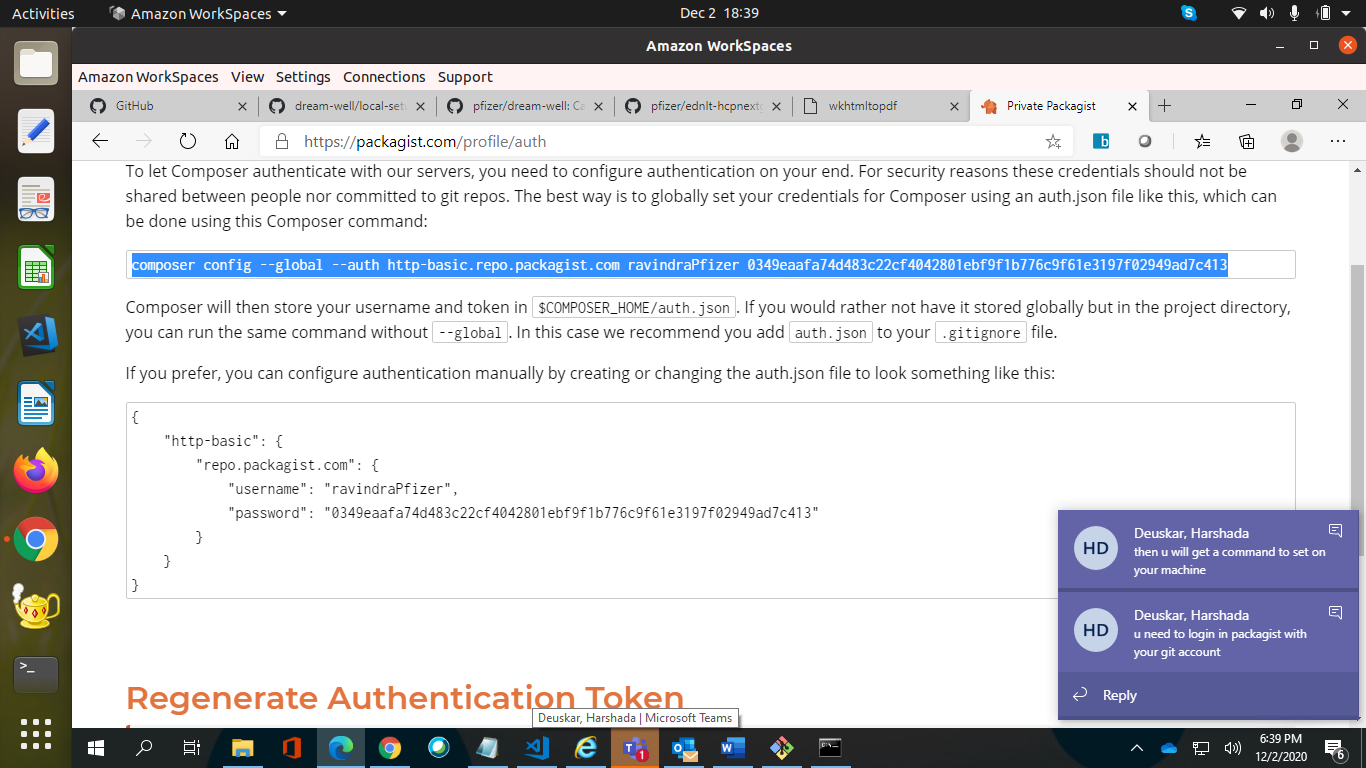 Activities
Amazon WorkSpaces
Dec 2 18:39
Amazon WorkSpaces
Amazon WorkSpaces View Settings Connections Support
GitHub
dream-well/local-set
pfizer/dream-well: Ca
pfizer/ednlt-hcpnext
wkhtmltopdf
Private Packagist
https://packagist.com/profile/auth
To let Composer authenticate with our servers, you need to configure authentication on your end. For security reasons these credentials should not be
shared between people nor committed to git repos. The best way is to globally set your credentials for Composer using an auth.json file like this, which can
be done using this Composer command:
composer config --global --auth http-basic.repo.packagist.com ravindraPfizer 0349eaafa74d483c22cf4042801ebf9f1b776c9f61e3197f02949ad7c413
Composer will then store your username and token in $COMPOSER_HOME/auth.json. If you would rather not have it stored globally but in the project directory,
you can run the same command without --global. In this case we recommend you add auth.json to your .gitignore file.
If you prefer, you can configure authentication manually by creating or changing the auth.json file to look something like this:
{
"http-basic": {
"repo.packagist.com": {
"username": "ravindraPfizer",
"password": "0349eaafa74d483c22cf4042801ebf9f1b776c9f61e3197f02949ad7c413"
}
}
}
HD
Deuskar, Harshada
then u will get a command to set on
your machine
HD
Deuskar, Harshada
u need to login in packagist with
your git account
Reply
Regenerate Authentication Token
Deuskar, Harshada | Microsoft Teams
6:39 PM
12/2/2020
1
6